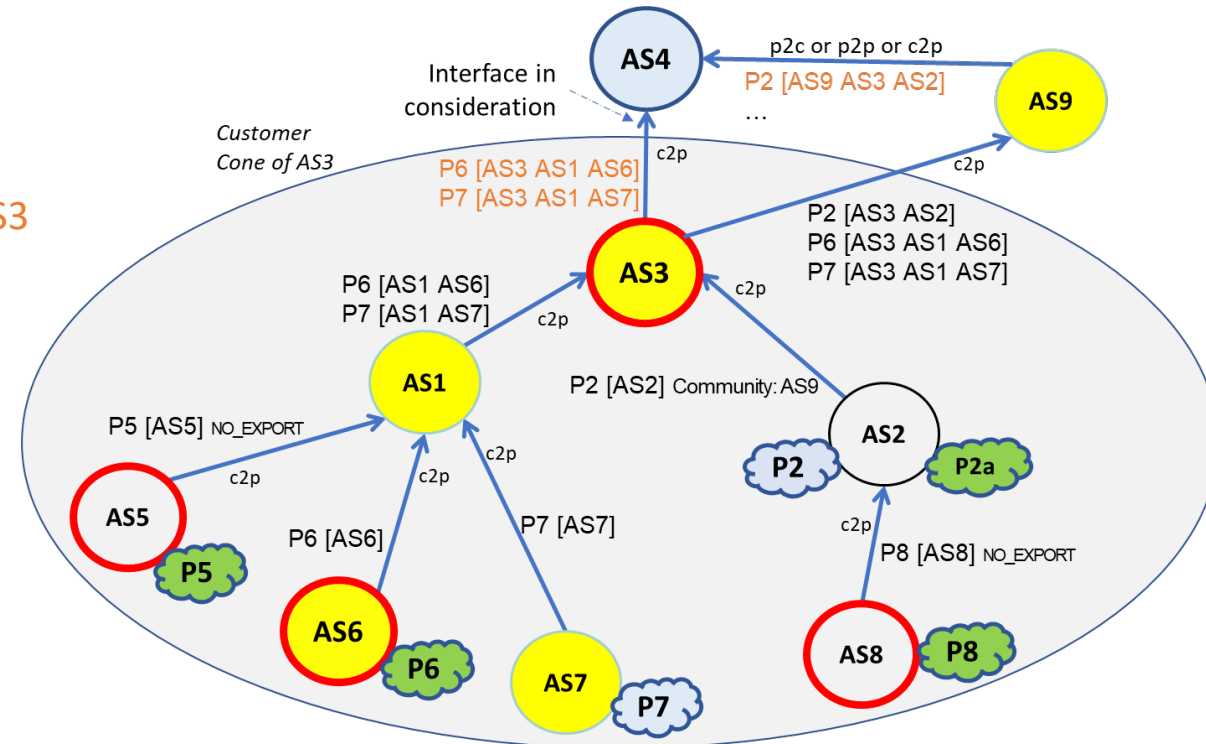 AS4
p2c or p2p or c2p
P2 [AS9 AS3 AS2]
...
AS9
Interface in
consideration
Customer
Cone of AS3
c2p
c2p
P6 [AS3 AS1 AS6]
P7 [AS3 AS1 AS7]
S3
P2 [AS3 AS2]
P6 [AS3 AS1 AS6]
P7 [AS3 AS1 AS7]
AS3
P6 [AS1 AS6]
P7 [AS1 AS7]
c2p
c2p
AS1
P2 [AS2] Community: AS9
P5 [AS5] NO_EXPORT
c2p
AS2
P2
P2a
c2p
c2p
AS5
P5
P6 [AS6]
P7 [AS7]
c2p
P8 [AS8] NO_EXPORT
AS6
P6
AS7
P7
AS8
P8